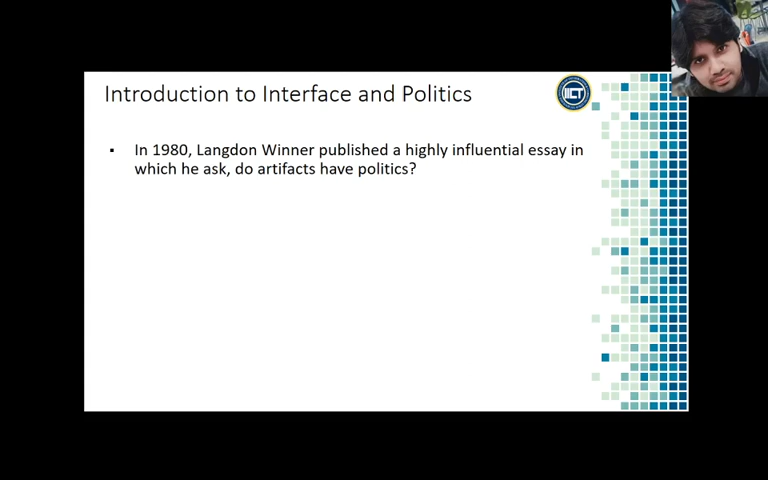 Introduction to Interface and Politics
IICT
▪ In 1980, Langdon Winner published a highly influential essay in
which he ask, do artifacts have politics?